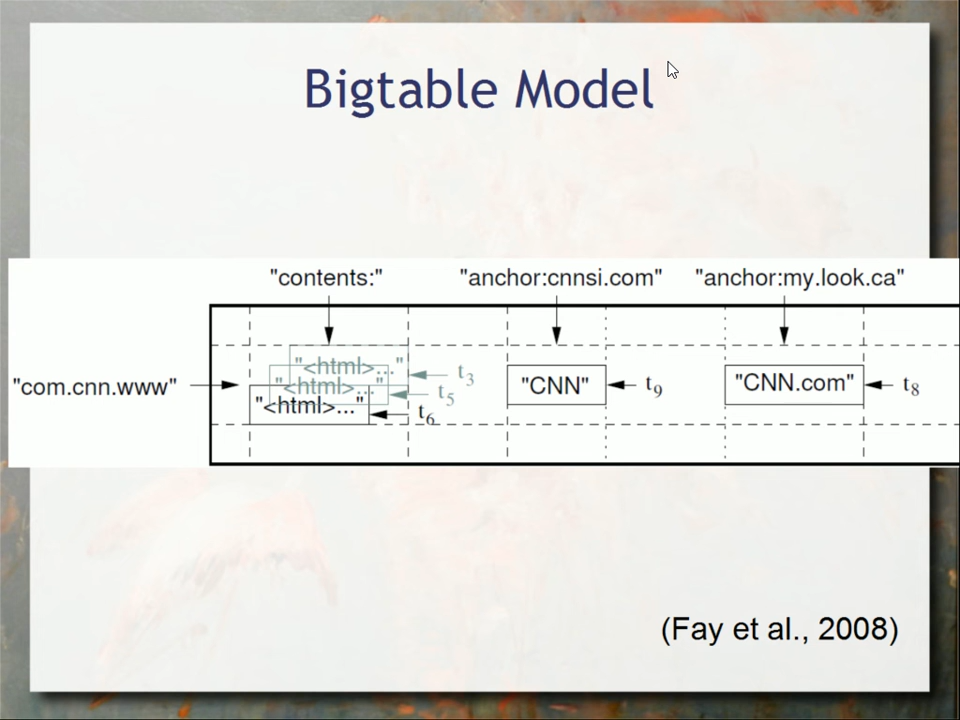 Bigtable Model
"contents:" "anchor:cnnsi.com" "anchor:my.look.ca"
"com.cnn.www"
"<html>..." t3
"<html>..." t5
"<html>..." t6
"CNN" t9
"CNN.com" t8
(Fay et al., 2008)